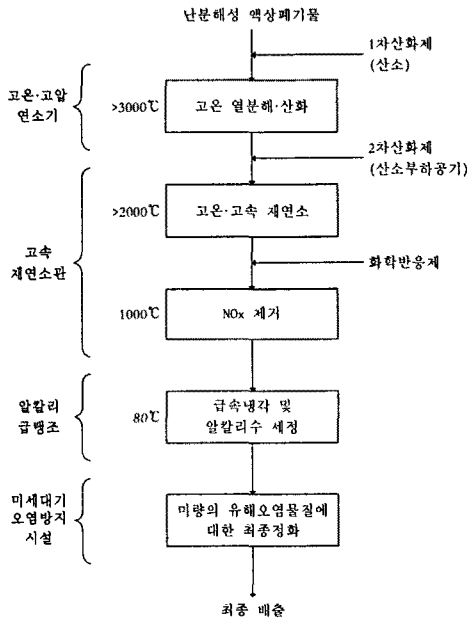 난분해성 액상폐기물
1차산화제
(산소)
고온·고압
연소기
>3000℃
고온 열분해·산화
2차산화제
(산소부하공기)
>2000℃
고온·고속 재연소
고속
재연소관
화학반응제
1000℃
NOx 제거
알칼리
급랭조
80℃
급속냉각 및
알칼리수 세정
미세대기
오염방지
시설
미량의 유해오염물질에
대한 최종정화
최종 배출